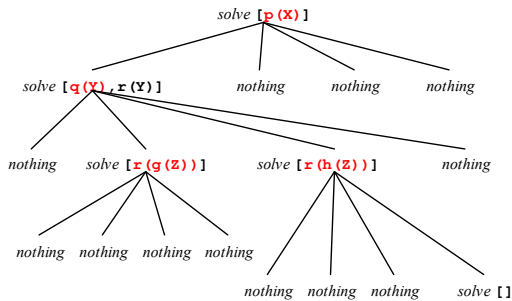 solve [p(X)]
solve [q(Y),r(Y)] nothing nothing nothing
nothing solve [r(g(Z))] solve [r(h(Z))] nothing
nothing nothing nothing nothing
nothing nothing nothing solve []